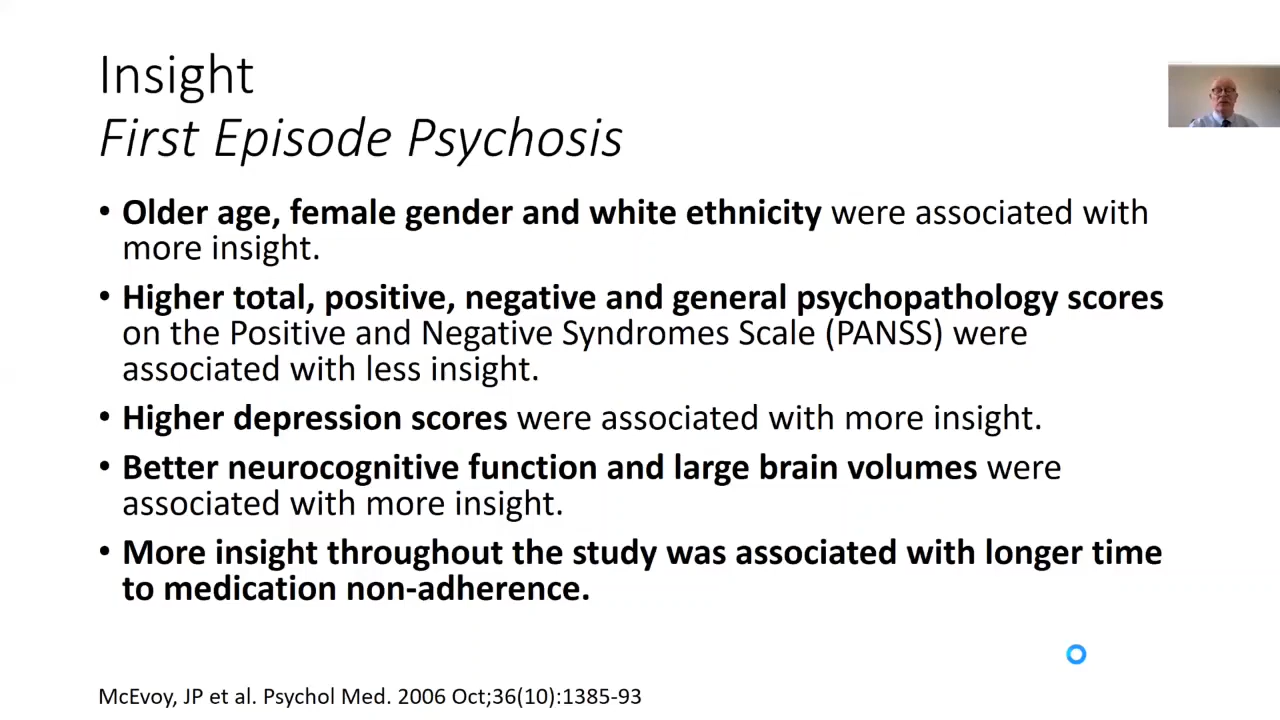 Insight
First Episode Psychosis
• Older age, female gender and white ethnicity were associated with
more insight.
• Higher total, positive, negative and general psychopathology scores
on the Positive and Negative Syndromes Scale (PANSS) were
associated with less insight.
• Higher depression scores were associated with more insight.
• Better neurocognitive function and large brain volumes were
associated with more insight.
• More insight throughout the study was associated with longer time
to medication non-adherence.
McEvoy, JP et al. Psychol Med. 2006 Oct;36(10):1385-93